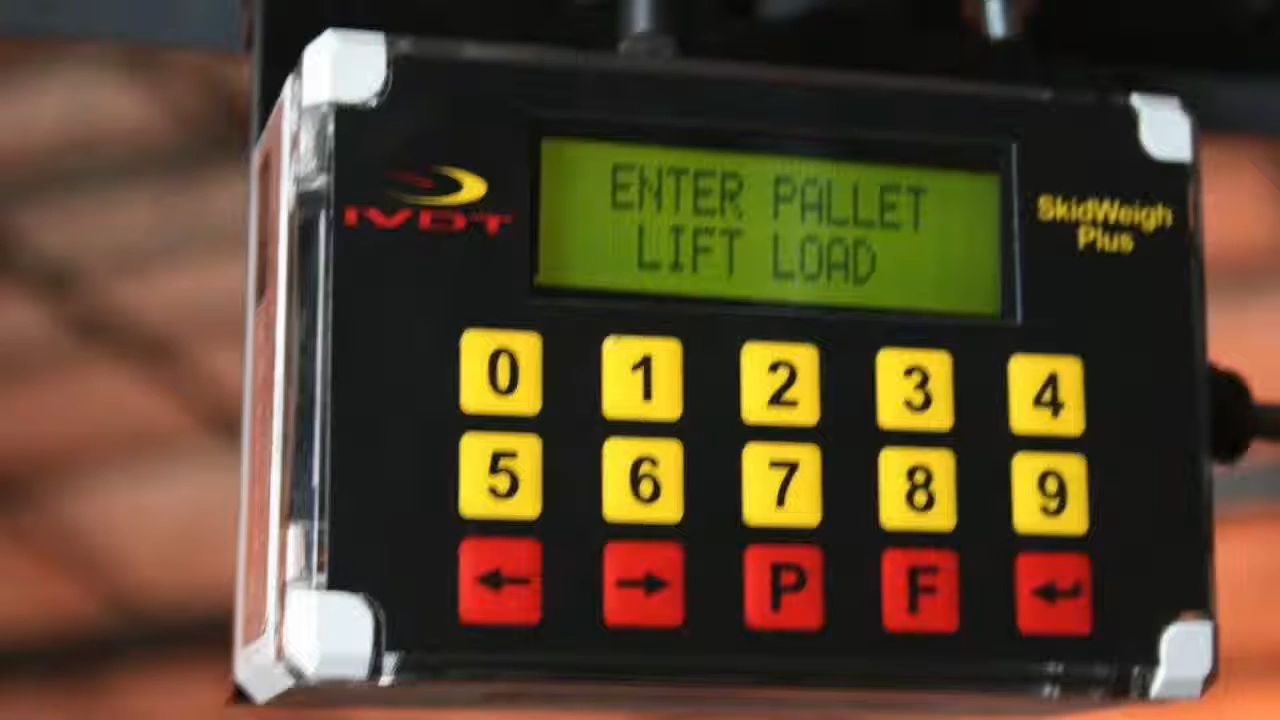 IVDT
ENTER PALLET
LIFT LOAD
SkidWeigh
Plus
0 1 2 3 4
5 6 7 8 9
← → P F ↵